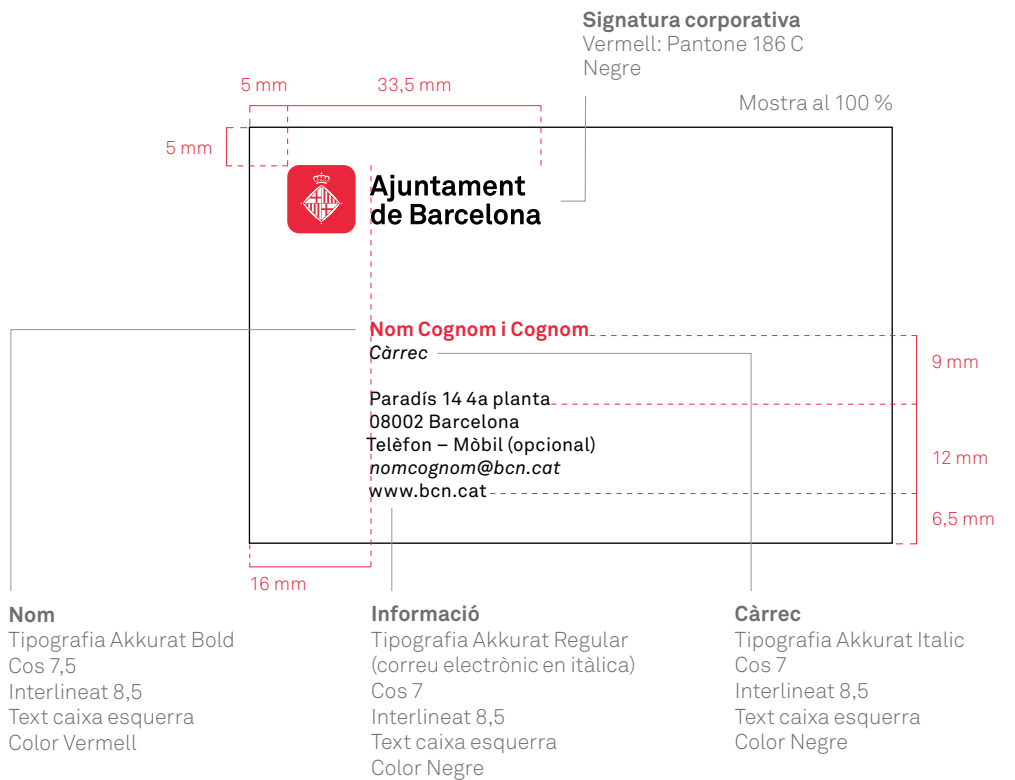 Signatura corporativa
Vermell: Pantone 186 C
Negre
5 mm
33,5 mm
Mostra al 100 %
5 mm
Ajuntament
de Barcelona
Nom Cognom i Cognom
Càrrec
9 mm
Paradís 14 4a planta
08002 Barcelona
Telèfon – Mòbil (opcional)
nomcognom@bcn.cat
12 mm
www.bcn.cat
6,5 mm
16 mm
Nom
Tipografia Akkurat Bold
Cos 7,5
Interlineat 8,5
Text caixa esquerra
Color Vermell
Informació
Tipografia Akkurat Regular
(correu electrònic en itàlica)
Cos 7
Interlineat 8,5
Text caixa esquerra
Color Negre
Càrrec
Tipografia Akkurat Italic
Cos 7
Interlineat 8,5
Text caixa esquerra
Color Negre